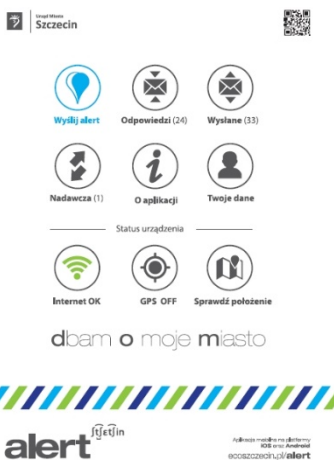 Urząd Miasta
Szczecin
Wyślij alert
Odpowiedzi (24)
Wysłane (33)
Nadawcza (1)
O aplikacji
Twoje dane
Status urządzenia
Internet OK
GPS OFF
Sprawdź położenie
dbam o moje miasto
alert ʃtʃɛtʃin
Aplikacja mobilna na platformy
iOS oraz Android
ecoszczecin.pl/alert